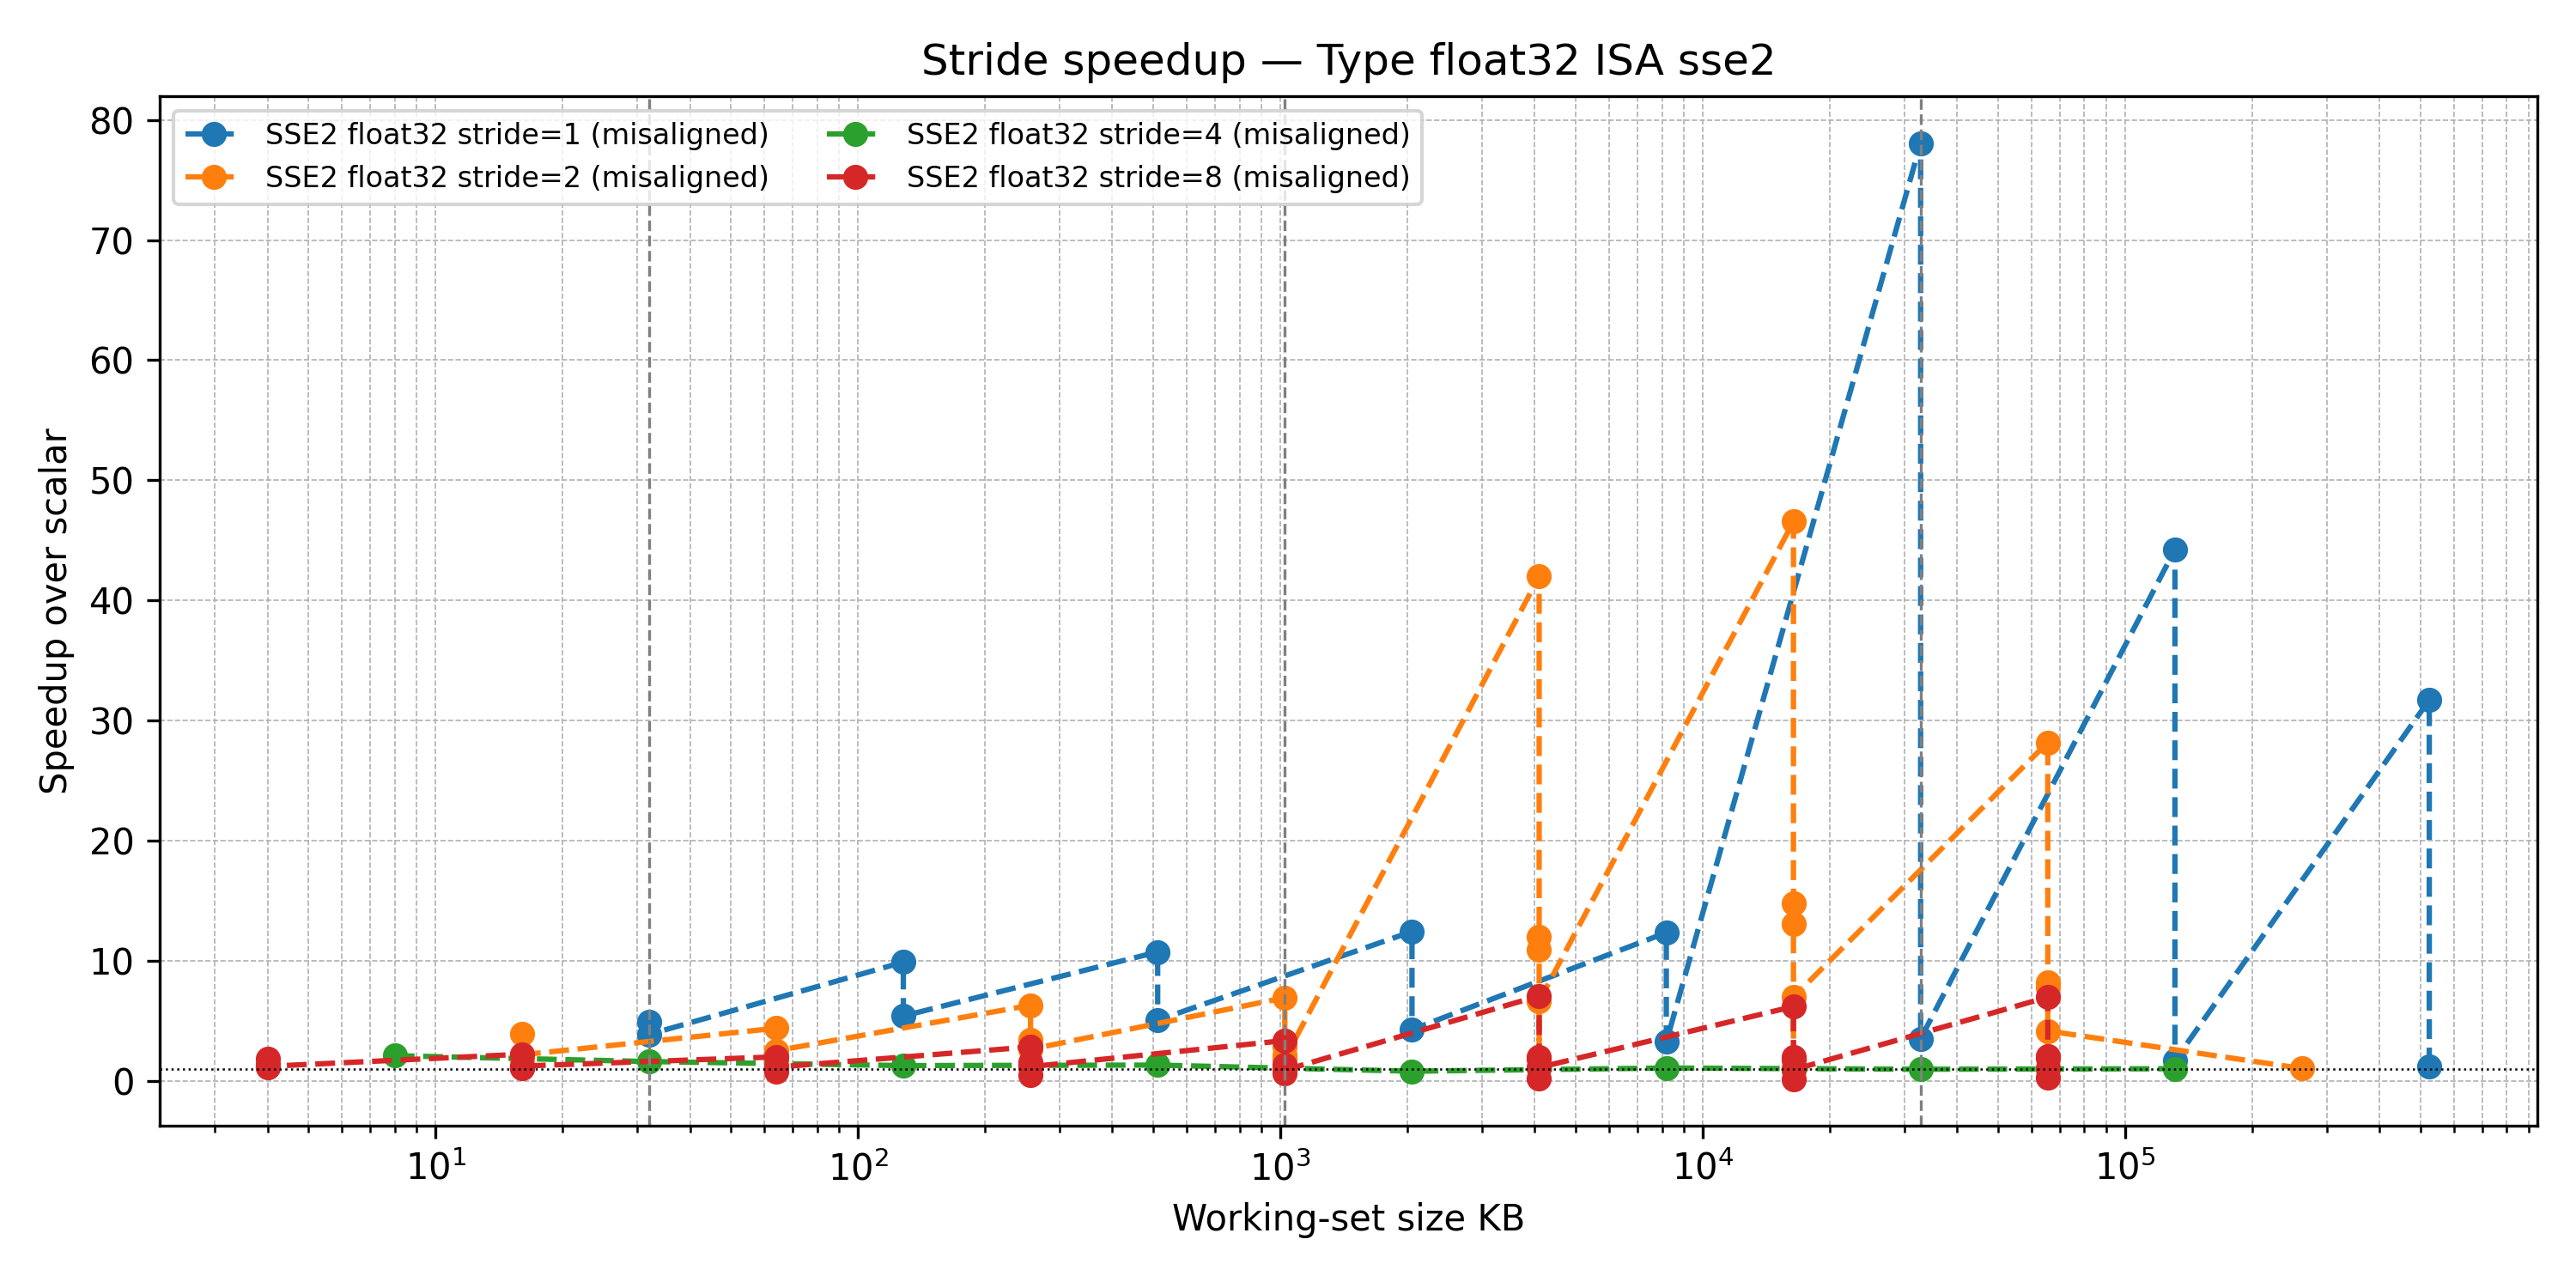 Stride speedup — Type float32 ISA sse2
SSE2 float32 stride=1 (misaligned)
SSE2 float32 stride=2 (misaligned)
SSE2 float32 stride=4 (misaligned)
SSE2 float32 stride=8 (misaligned)
Speedup over scalar
80
70
60
50
40
30
20
10
0
10¹
10²
10³
10⁴
10⁵
Working-set size KB